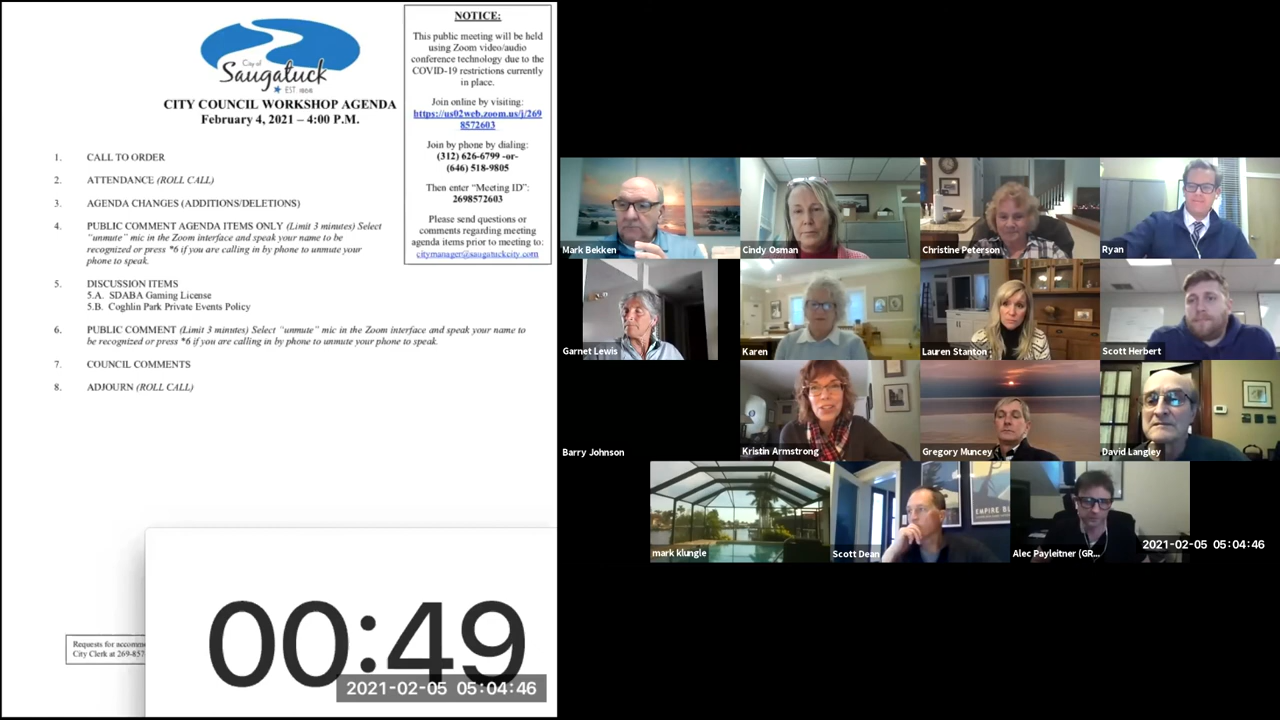 City of
Saugatuck
EST. 1868
CITY COUNCIL WORKSHOP AGENDA
February 4, 2021 – 4:00 P.M.
NOTICE:
This public meeting will be held
using Zoom video/audio
conference technology due to the
COVID-19 restrictions currently
in place.
Join online by visiting:
https://us02web.zoom.us/j/269
8572603
Join by phone by dialing:
(312) 626-6799 -or-
(646) 518-9805
Then enter “Meeting ID”:
2698572603
Please send questions or
comments regarding meeting
agenda items prior to meeting to:
citymanager@saugatuckcity.com
1. CALL TO ORDER
2. ATTENDANCE (ROLL CALL)
3. AGENDA CHANGES (ADDITIONS/DELETIONS)
4. PUBLIC COMMENT AGENDA ITEMS ONLY (Limit 3 minutes) Select
“unmute” mic in the Zoom interface and speak your name to be
recognized or press *6 if you are calling in by phone to unmute your
phone to speak.
5. DISCUSSION ITEMS
5.A. SDABA Gaming License
5.B. Coghlin Park Private Events Policy
6. PUBLIC COMMENT (Limit 3 minutes) Select “unmute” mic in the Zoom interface and speak your name to
be recognized or press *6 if you are calling in by phone to unmute your phone to speak.
7. COUNCIL COMMENTS
8. ADJOURN (ROLL CALL)
Requests for accomm
City Clerk at 269-857
00:49
2021-02-05 05:04:46
Mark Bekken
Cindy Osman
Christine Peterson
Ryan
Garnet Lewis
Karen
Lauren Stanton
Scott Herbert
Barry Johnson
Kristin Armstrong
Gregory Muncey
David Langley
mark klungle
Scott Dean
EMPIRE BU
Alec Payleitner (GR...
2021-02-05 05:04:46